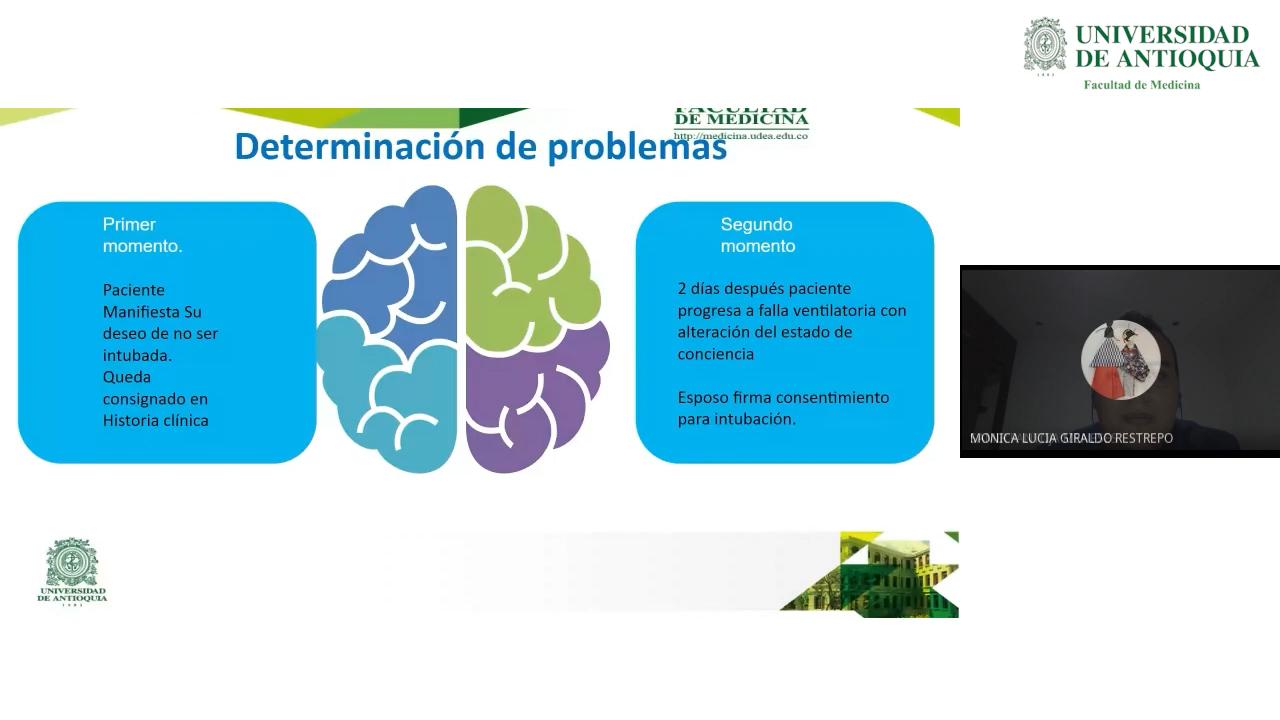 UNIVERSIDAD
DE ANTIOQUIA
1803
Facultad de Medicina
FACULTAD
DE MEDICINA
http://medicina.udea.edu.co
Determinación de problemas
Primer
momento.
Paciente
Manifiesta Su
deseo de no ser
intubada.
Queda
consignado en
Historia clínica
Segundo
momento
2 días después paciente
progresa a falla ventilatoria con
alteración del estado de
conciencia
Esposo firma consentimiento
para intubación.
MONICA LUCIA GIRALDO RESTREPO
UNIVERSIDAD
DE ANTIOQUIA
1803